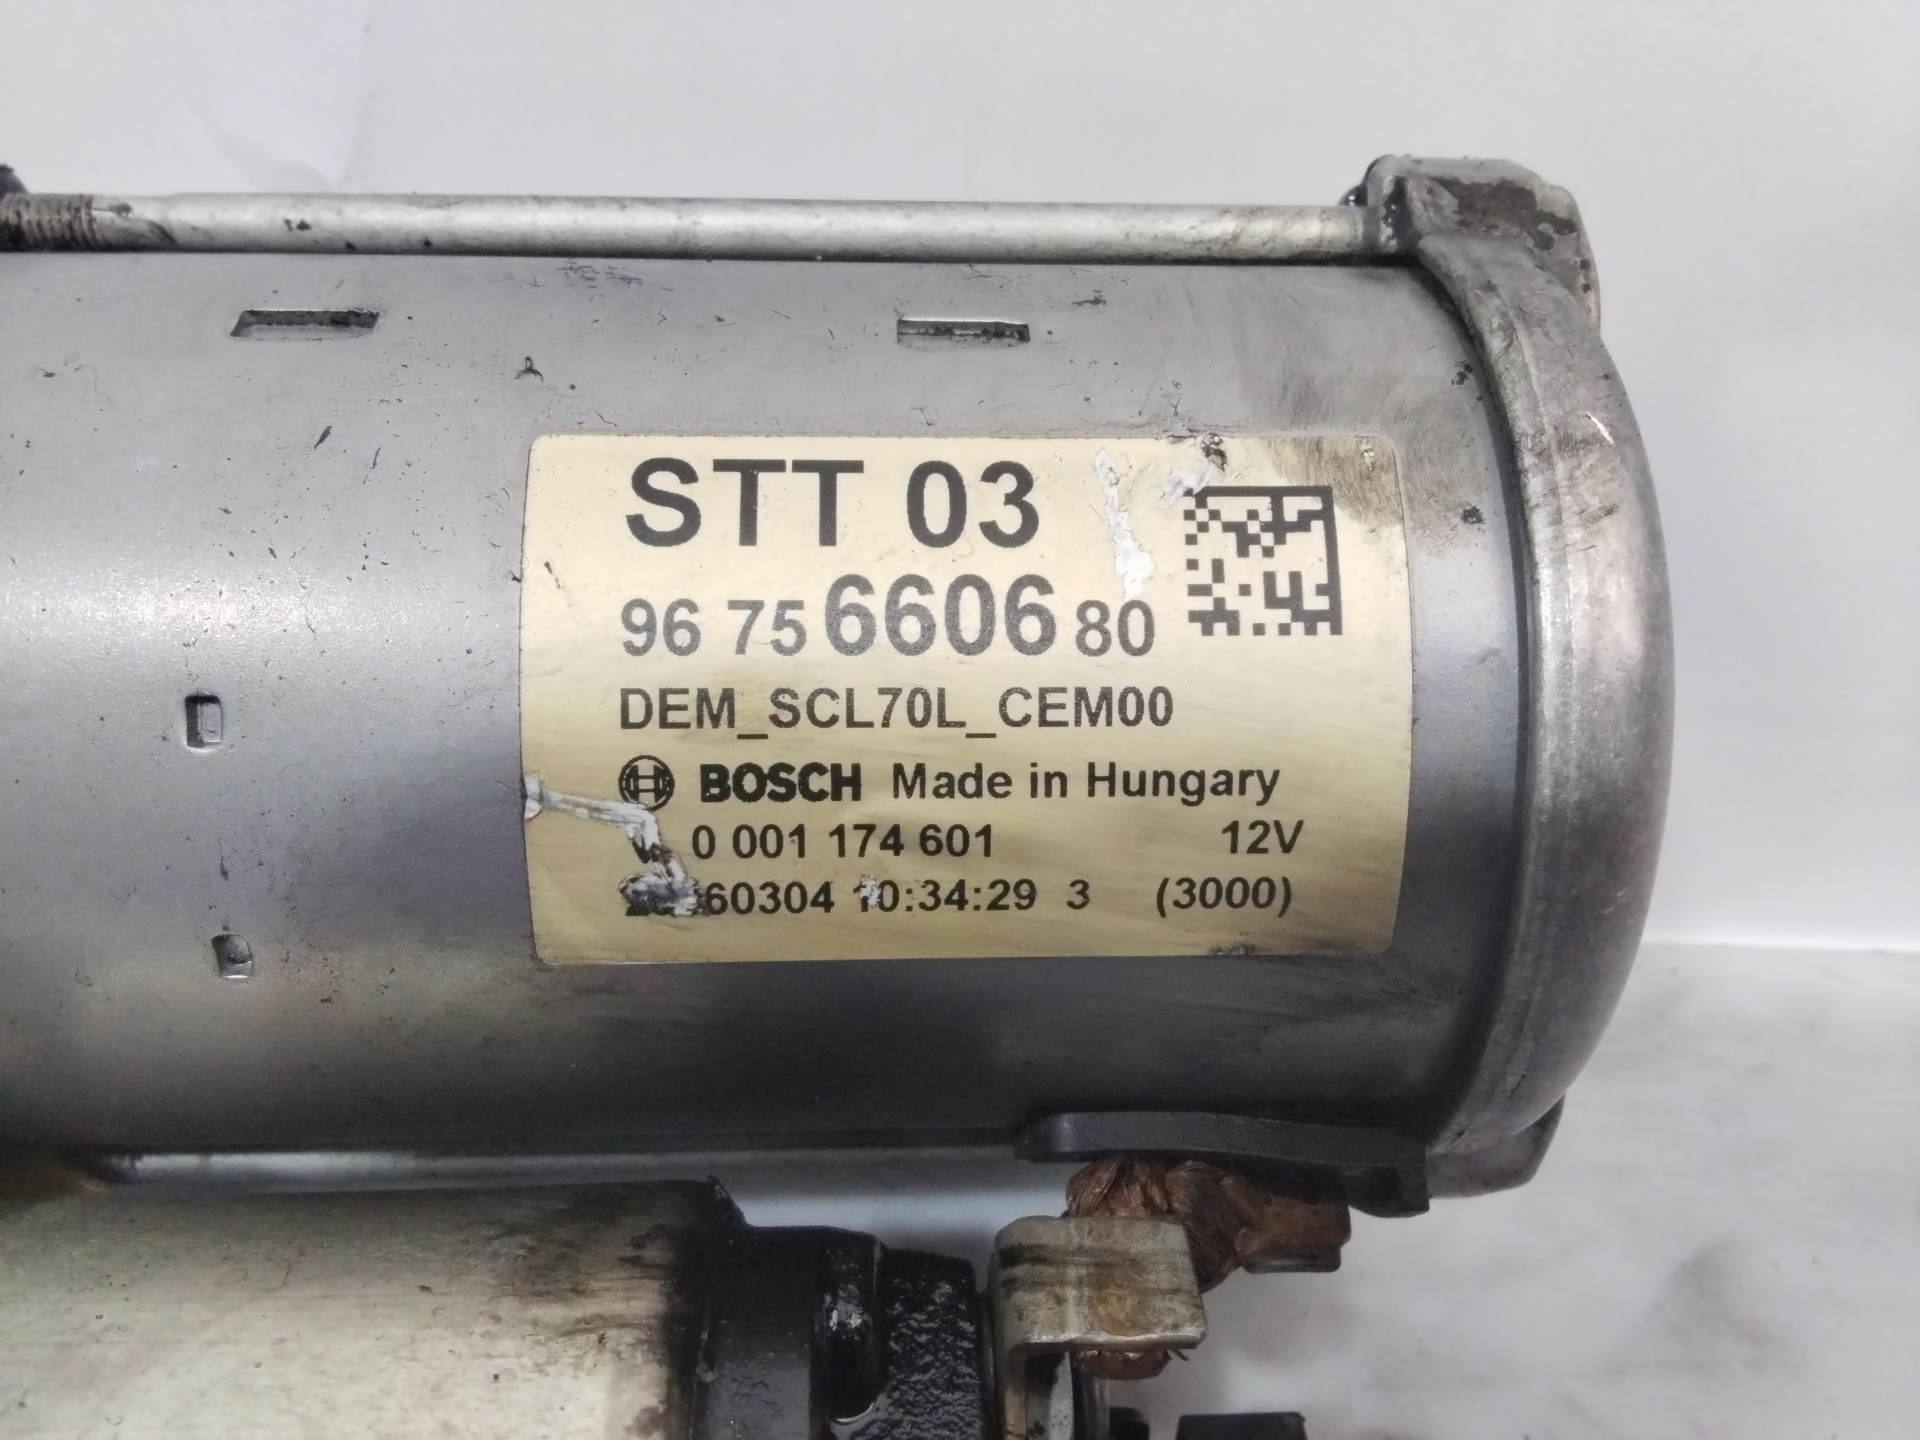 STT 03
96 75 6606 80
DEM_SCL70L_CEM00
BOSCH Made in Hungary
0 001 174 601 12V
10:34:29 3 (3000)